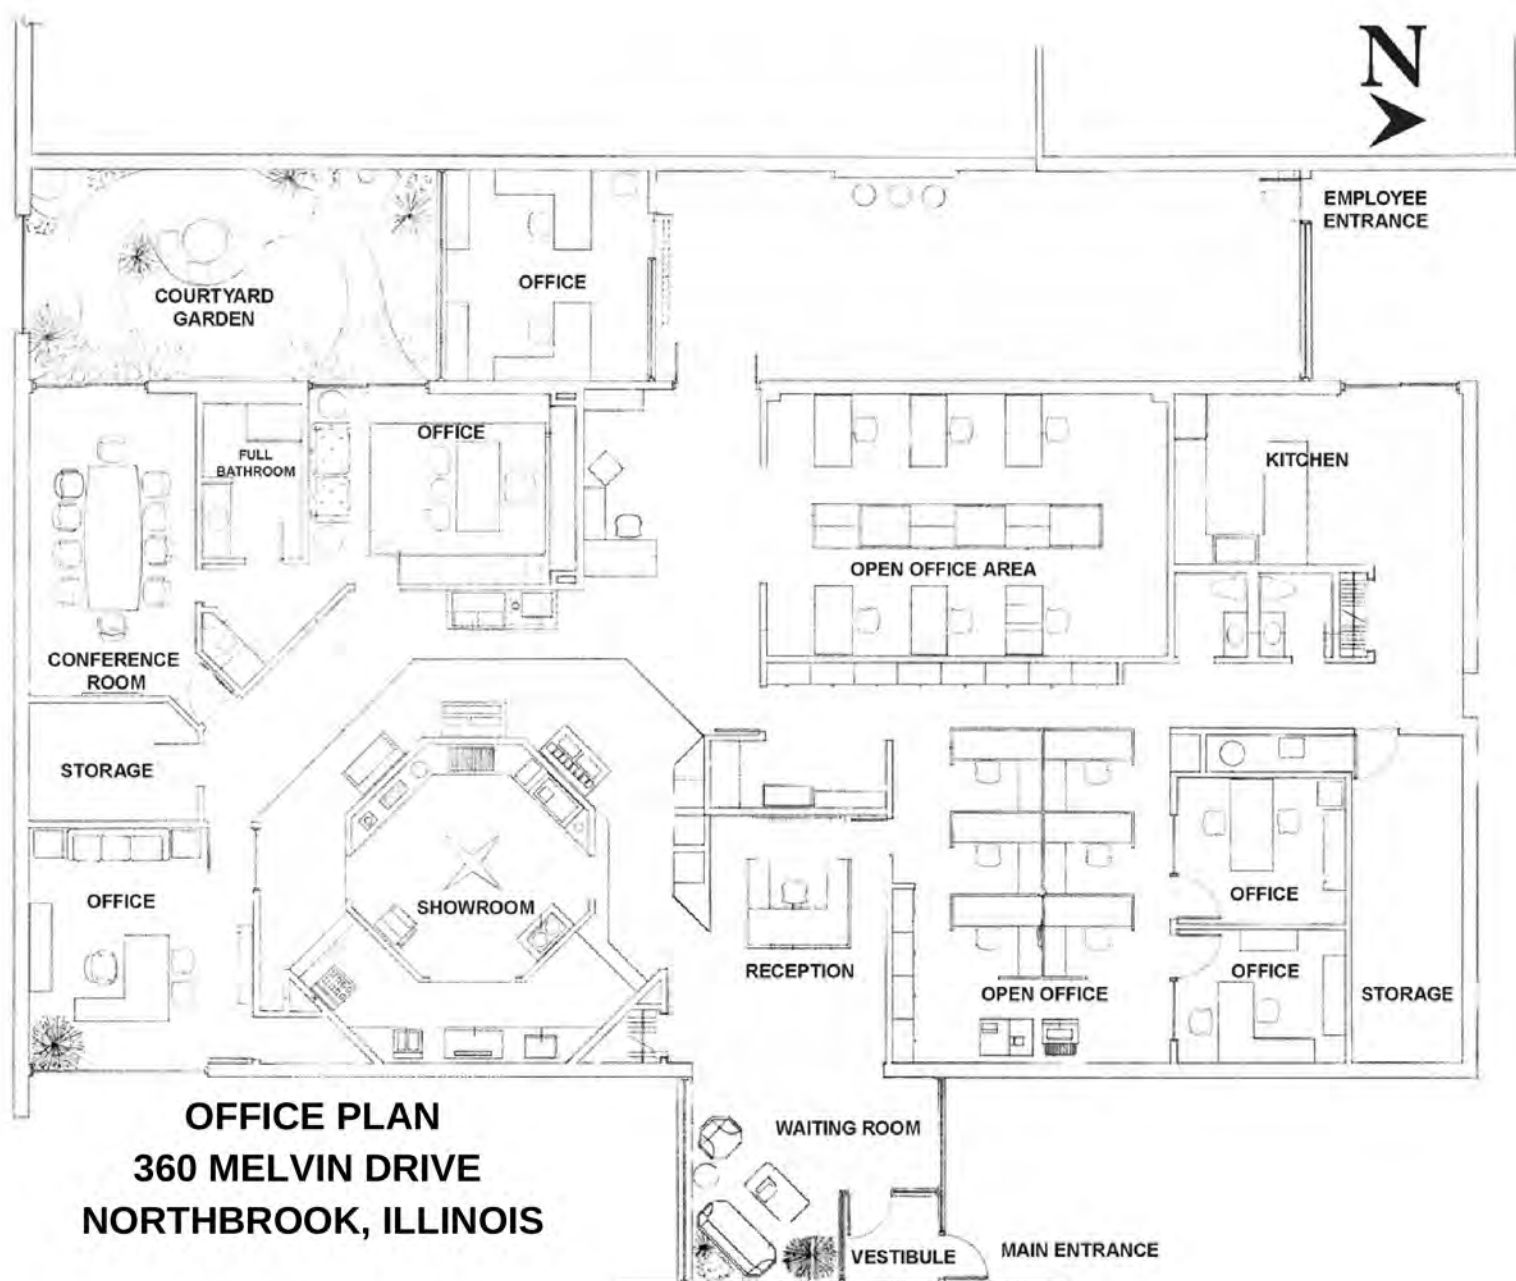 N
EMPLOYEE
ENTRANCE
COURTYARD
GARDEN
OFFICE
OFFICE
FULL
BATHROOM
KITCHEN
OPEN OFFICE AREA
CONFERENCE
ROOM
STORAGE
OFFICE
SHOWROOM
RECEPTION
OPEN OFFICE
OFFICE
OFFICE
STORAGE
OFFICE PLAN
360 MELVIN DRIVE
NORTHBROOK, ILLINOIS
WAITING ROOM
VESTIBULE
MAIN ENTRANCE